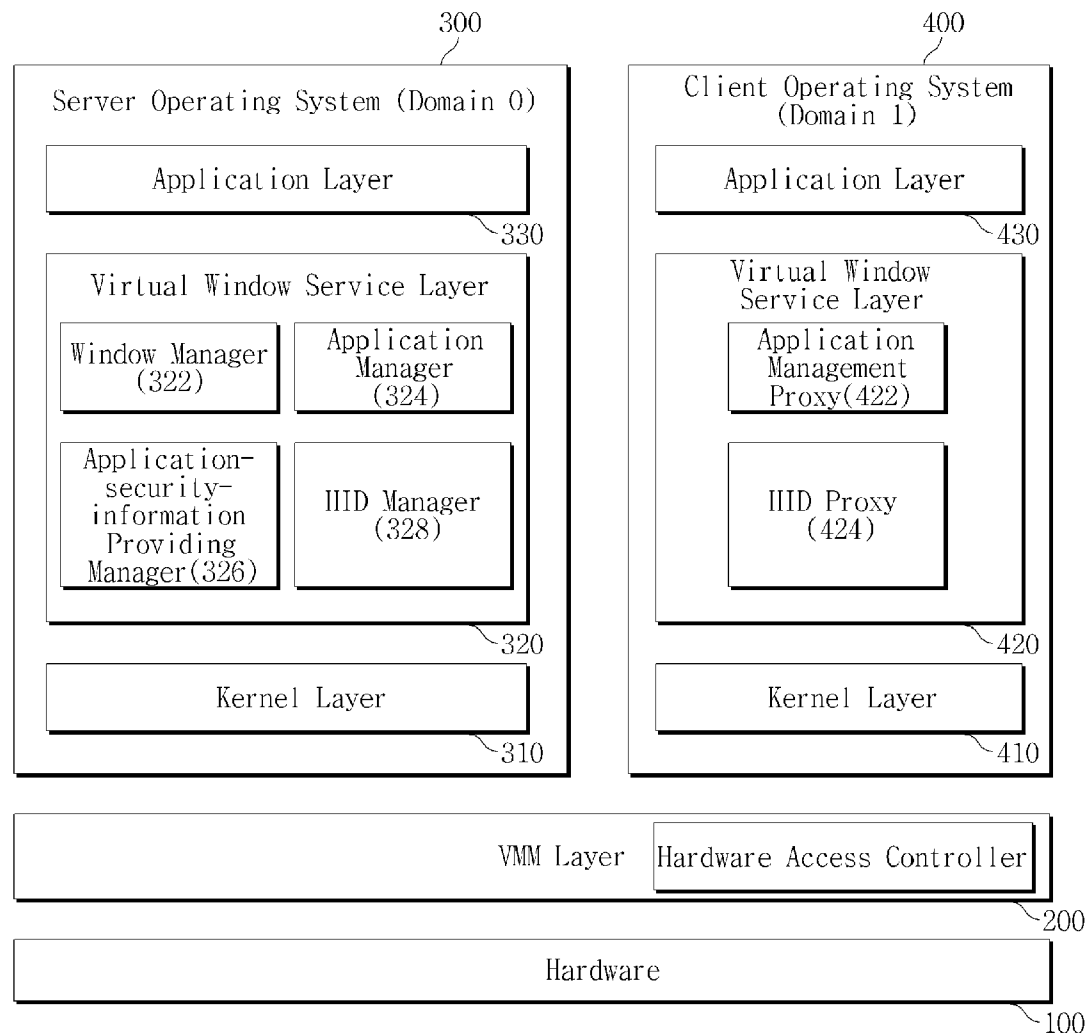 300
400
Server Operating System (Domain 0)
Client Operating System
(Domain 1)
Application Layer
330
Application Layer
430
Virtual Window Service Layer
Window Manager
(322)
Application
Manager
(324)
Application-
security-
information
Providing
Manager(326)
HID Manager
(328)
320
Virtual Window
Service Layer
Application
Management
Proxy(422)
HID Proxy
(424)
420
Kernel Layer
310
Kernel Layer
410
VMM Layer
Hardware Access Controller
200
Hardware
100